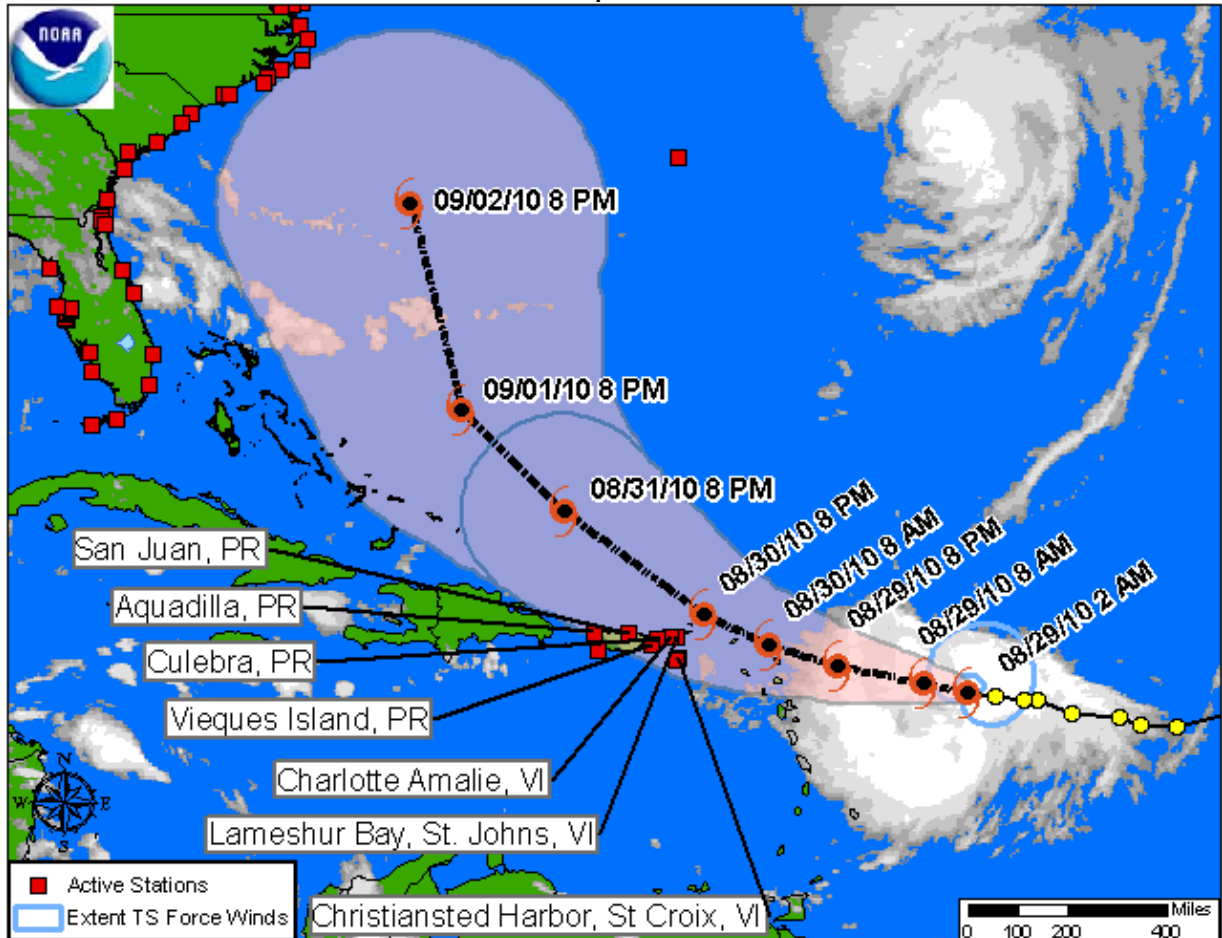 NOAA
09/02/10 8 PM
09/01/10 8 PM
08/31/10 8 PM
08/30/10 8 PM
08/30/10 8 AM
08/29/10 8 PM
08/29/10 8 AM
08/29/10 2 AM
San Juan, PR
Aquadilla, PR
Culebra, PR
Vieques Island, PR
Charlotte Amalie, VI
Lameshur Bay, St. Johns, VI
Christiansted Harbor, St Croix, VI
N
W E
S
Active Stations
Extent TS Force Winds
Miles
0 100 200 400